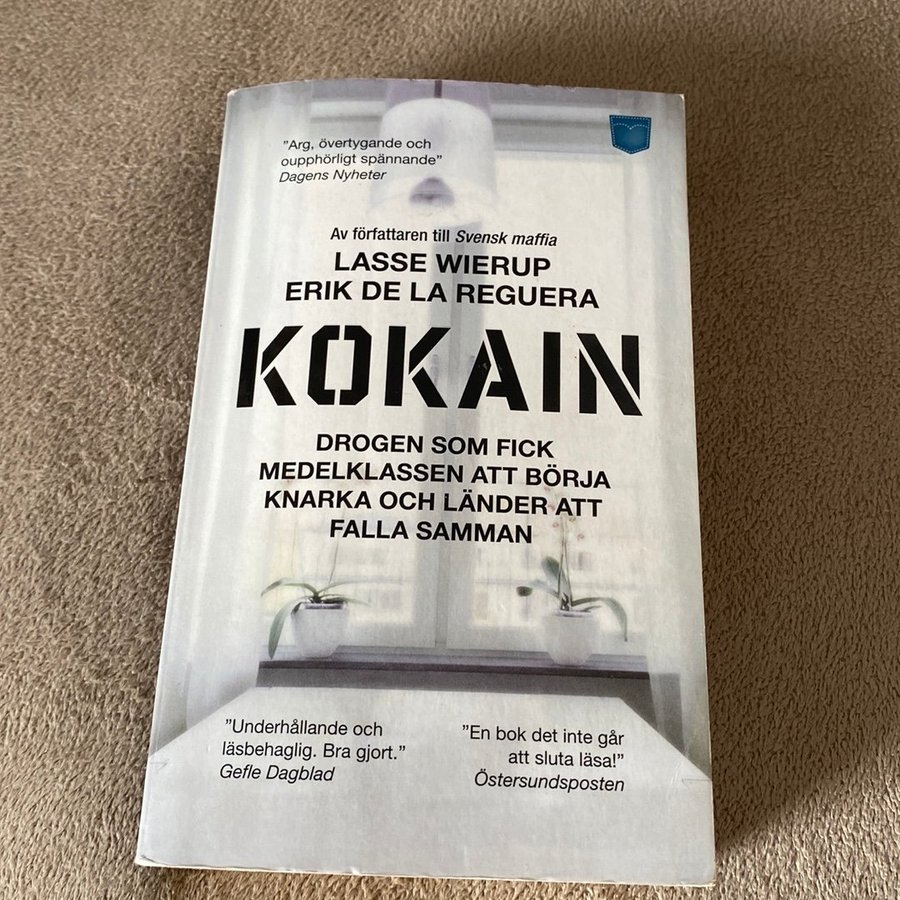 ”Arg, övertygande och
oupphörligt spännande”
Dagens Nyheter
Av författaren till Svensk maffia
LASSE WIERUP
ERIK DE LA REGUERA
KOKAIN
DROGEN SOM FICK
MEDELKLASSEN ATT BÖRJA
KNARKA OCH LÄNDER ATT
FALLA SAMMAN
”Underhållande och
läsbehaglig. Bra gjort.”
Gefle Dagblad
”En bok det inte går
att sluta läsa!”
Östersundsposten